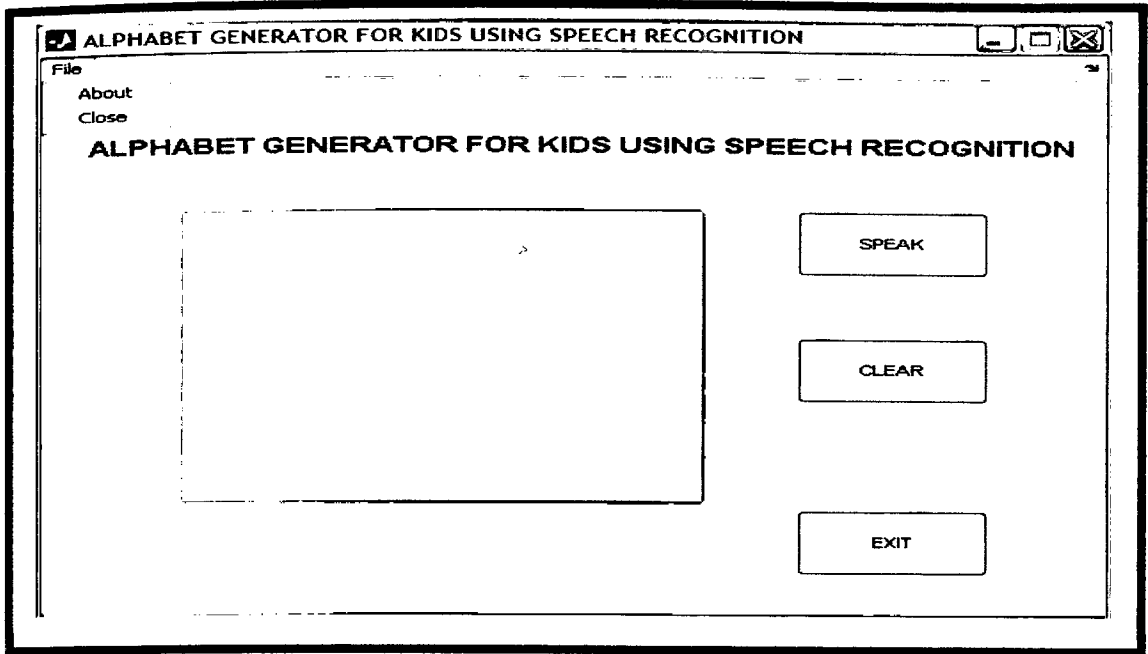 ALPHABET GENERATOR FOR KIDS USING SPEECH RECOGNITION
File
About
Close
ALPHABET GENERATOR FOR KIDS USING SPEECH RECOGNITION
SPEAK
CLEAR
EXIT